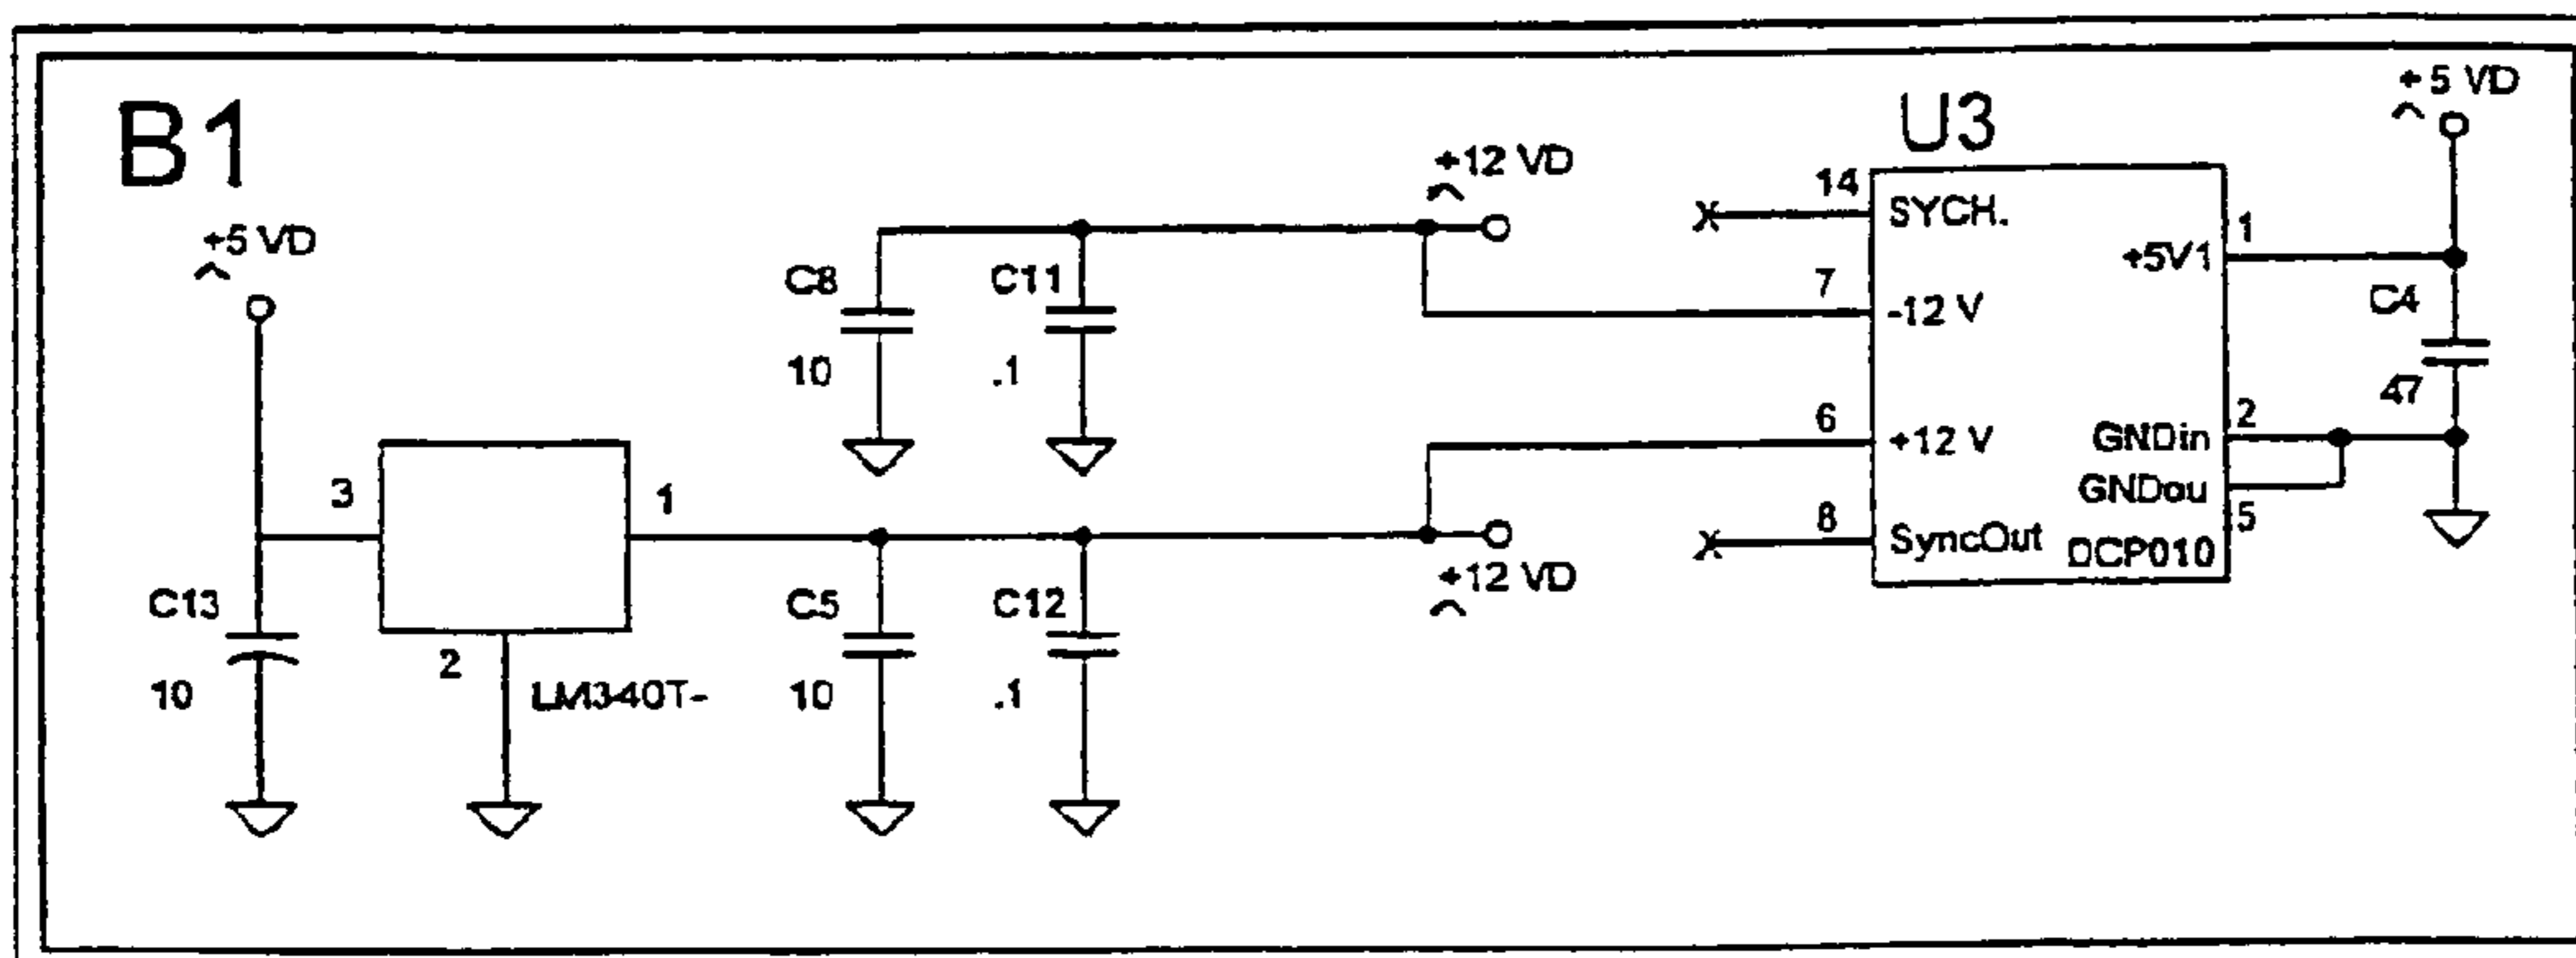 B1
+5 VD
C13
10
3
1
2
LM340T-
C8
10
C11
.1
+12 VD
C5
10
C12
.1
+12 VD
U3
14
SYCH.
7
-12 V
6
+12 V
8
SyncOut
DCP010
+5V1
1
GNDin
2
GNDou
5
+5 VD
C4
47